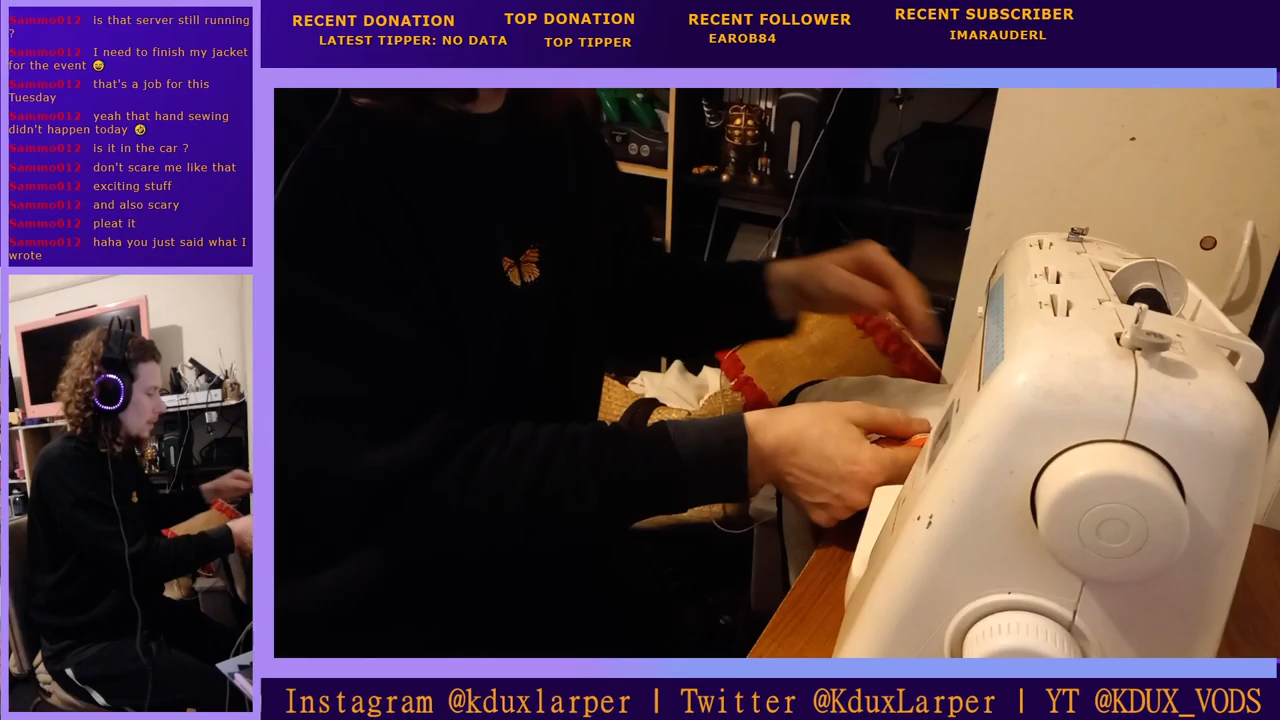 Sammo012 is that server still running
?
Sammo012 I need to finish my jacket
for the event
Sammo012 that's a job for this
Tuesday
Sammo012 yeah that hand sewing
didn't happen today
Sammo012 is it in the car ?
Sammo012 don't scare me like that
Sammo012 exciting stuff
Sammo012 and also scary
Sammo012 pleat it
Sammo012 haha you just said what I
wrote
RECENT DONATION
LATEST TIPPER: NO DATA
TOP DONATION
TOP TIPPER
RECENT FOLLOWER
EAROB84
RECENT SUBSCRIBER
IMARAUDERL
Instagram @kduxlarper | Twitter @KduxLarper | YT @KDUX_VODS